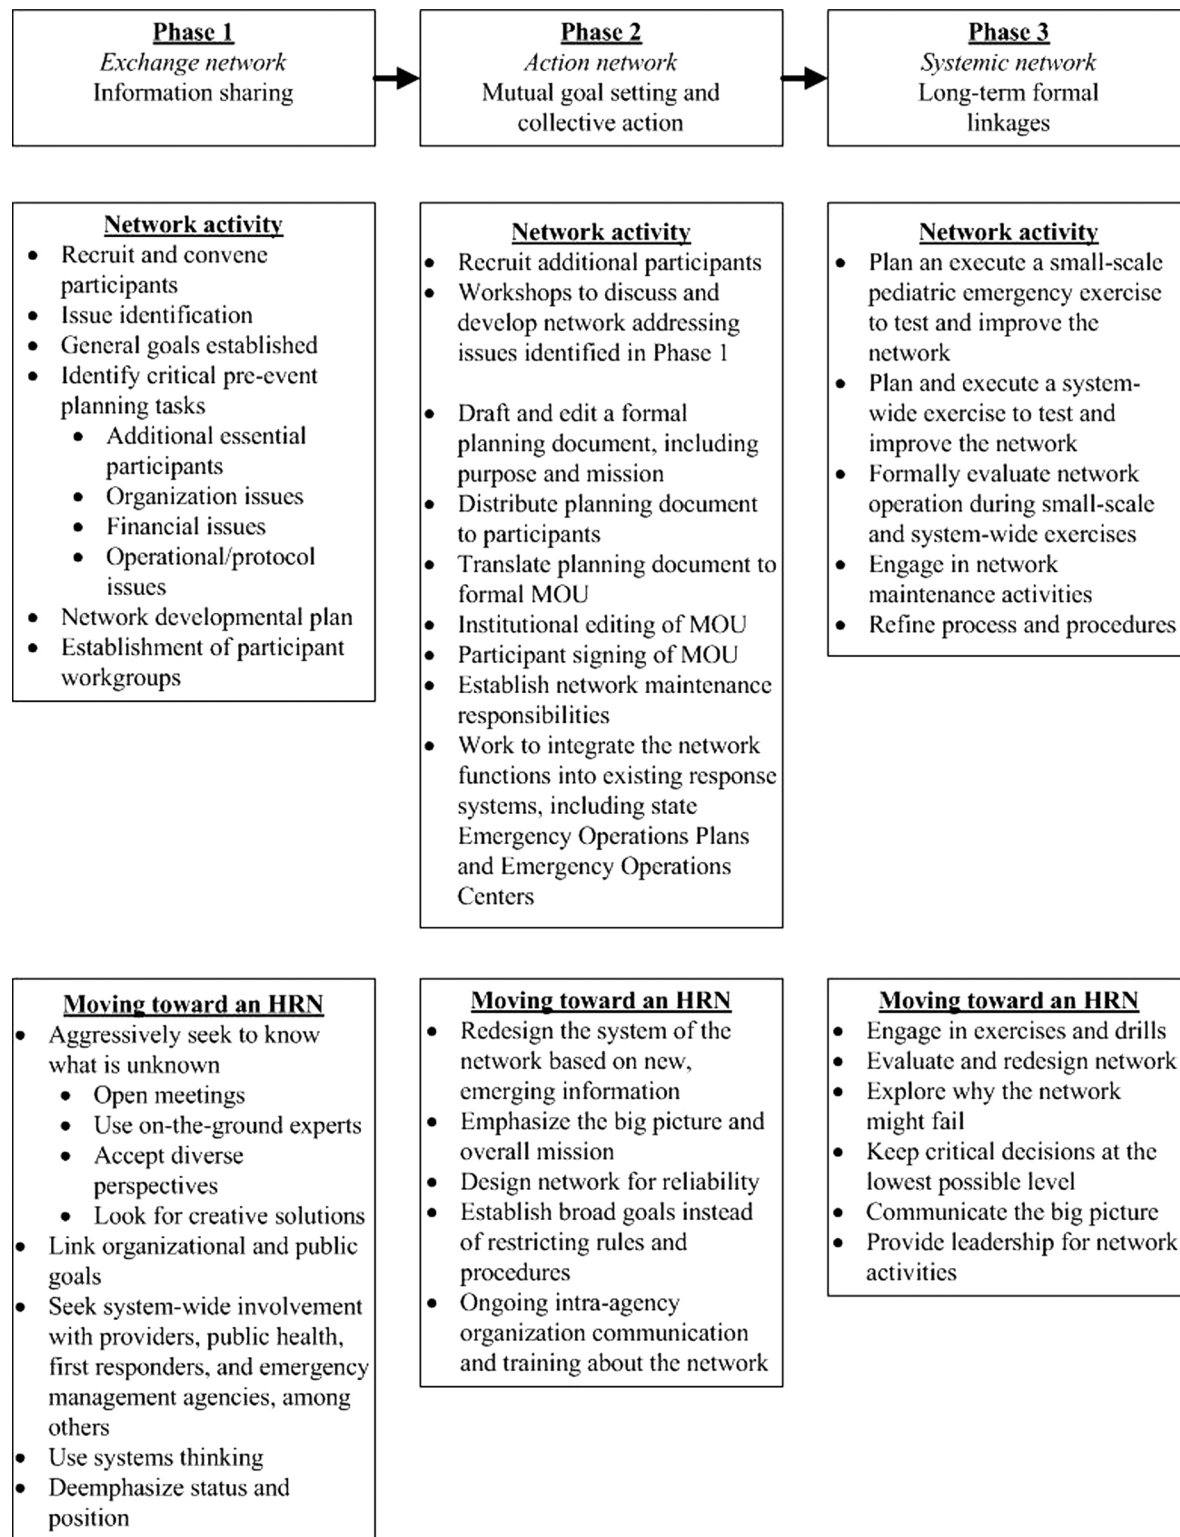 Phase 1
Exchange network
Information sharing
Phase 2
Action network
Mutual goal setting and
collective action
Phase 3
Systemic network
Long-term formal
linkages
Network activity
• Recruit and convene
participants
• Issue identification
• General goals established
• Identify critical pre-event
planning tasks
• Additional essential
participants
• Organization issues
• Financial issues
• Operational/protocol
issues
• Network developmental plan
• Establishment of participant
workgroups
Network activity
• Recruit additional participants
• Workshops to discuss and
develop network addressing
issues identified in Phase 1
• Draft and edit a formal
planning document, including
purpose and mission
• Distribute planning document
to participants
• Translate planning document to
formal MOU
• Institutional editing of MOU
• Participant signing of MOU
• Establish network maintenance
responsibilities
• Work to integrate the network
functions into existing response
systems, including state
Emergency Operations Plans
and Emergency Operations
Centers
Network activity
• Plan an execute a small-scale
pediatric emergency exercise
to test and improve the
network
• Plan and execute a system-
wide exercise to test and
improve the network
• Formally evaluate network
operation during small-scale
and system-wide exercises
• Engage in network
maintenance activities
• Refine process and procedures
Moving toward an HRN
• Aggressively seek to know
what is unknown
• Open meetings
• Use on-the-ground experts
• Accept diverse
perspectives
• Look for creative solutions
• Link organizational and public
goals
• Seek system-wide involvement
with providers, public health,
first responders, and emergency
management agencies, among
others
• Use systems thinking
• Deemphasize status and
position
Moving toward an HRN
• Redesign the system of the
network based on new,
emerging information
• Emphasize the big picture and
overall mission
• Design network for reliability
• Establish broad goals instead
of restricting rules and
procedures
• Ongoing intra-agency
organization communication
and training about the network
Moving toward an HRN
• Engage in exercises and drills
• Evaluate and redesign network
• Explore why the network
might fail
• Keep critical decisions at the
lowest possible level
• Communicate the big picture
• Provide leadership for network
activities